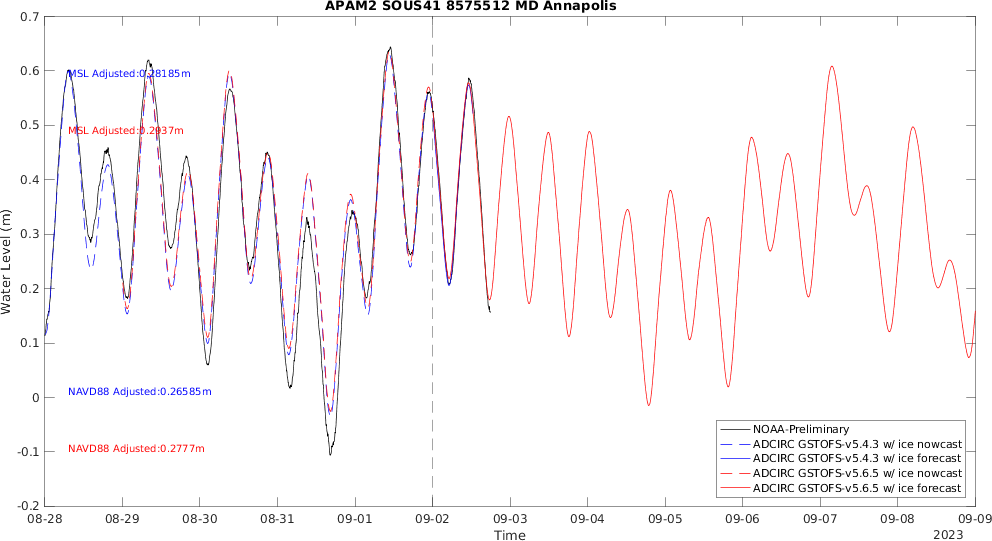 APAM2 SOUS41 8575512 MD Annapolis
0.7
0.6
0.5
0.4
0.3
0.2
0.1
0
-0.1
-0.2
Water Level (m)
MSL Adjusted:0.28185m
MSL Adjusted:0.2937m
NAVD88 Adjusted:0.26585m
NAVD88 Adjusted:0.2777m
NOAA-Preliminary
ADCIRC GSTOFS-v5.4.3 w/ ice nowcast
ADCIRC GSTOFS-v5.4.3 w/ ice forecast
ADCIRC GSTOFS-v5.6.5 w/ ice nowcast
ADCIRC GSTOFS-v5.6.5 w/ ice forecast
08-28 08-29 08-30 08-31 09-01 09-02 09-03 09-04 09-05 09-06 09-07 09-08 09-09
Time
2023